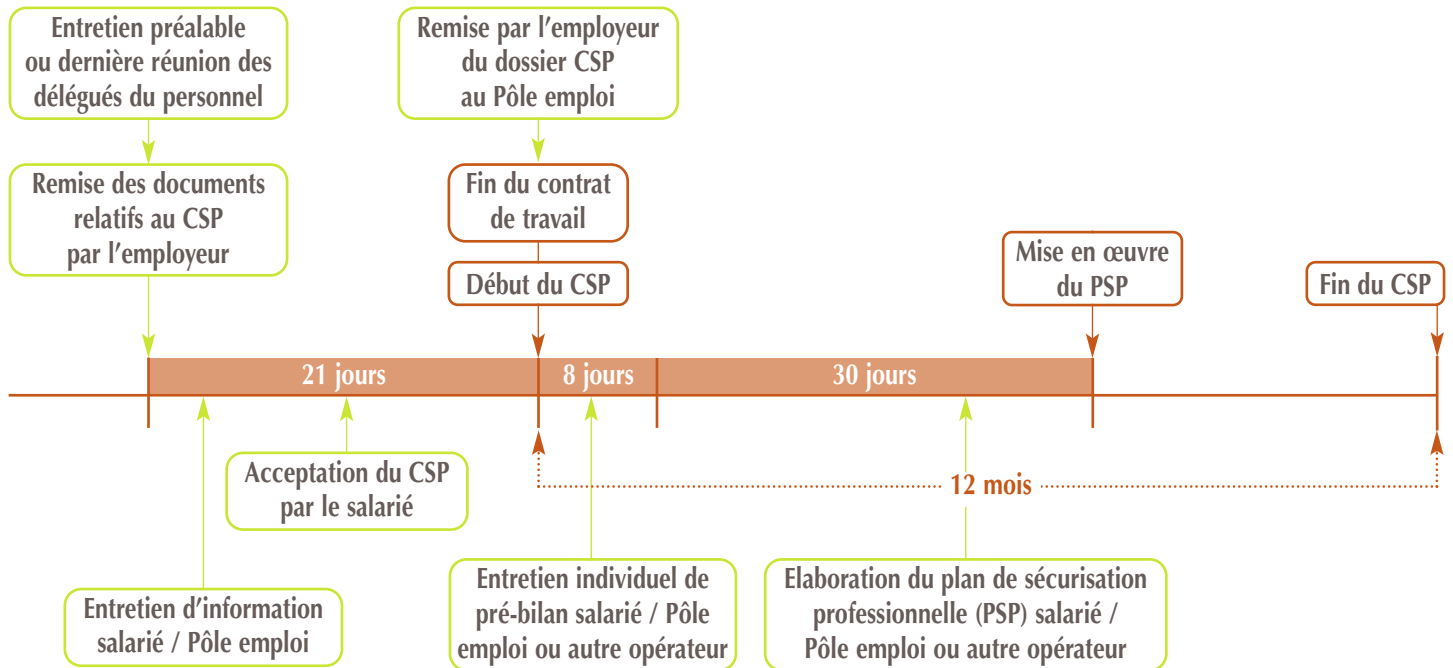 Entretien préalable
ou dernière réunion des
délégués du personnel
Remise par l'employeur
du dossier CSP
au Pôle emploi
Remise des documents
relatifs au CSP
par l'employeur
Fin du contrat
de travail
Début du CSP
Mise en œuvre
du PSP
Fin du CSP
21 jours
8 jours
30 jours
Acceptation du CSP
par le salarié
12 mois
Entretien d'information
salarié / Pôle emploi
Entretien individuel de
pré-bilan salarié / Pôle
emploi ou autre opérateur
Elaboration du plan de sécurisation
professionnelle (PSP) salarié /
Pôle emploi ou autre opérateur